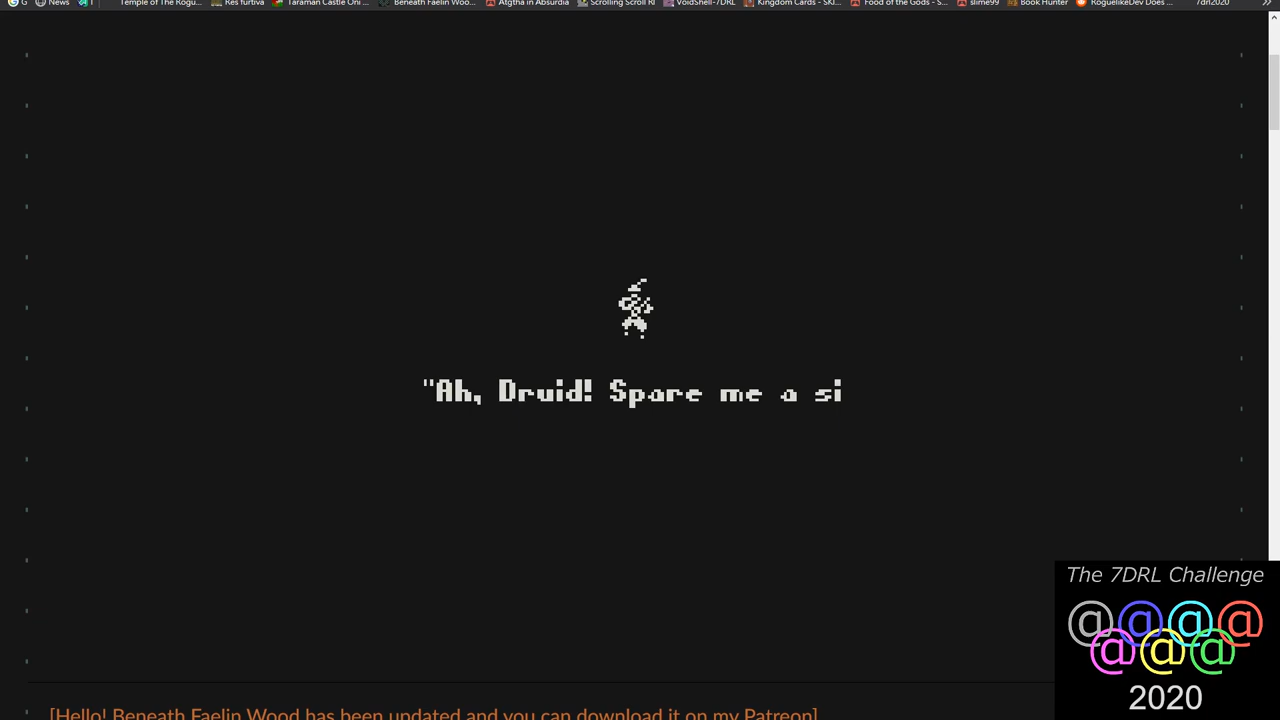 G News Temple of The Rogu... Res furtiva Taraman Castle Oni ... Beneath Faelin Woo... Atgtha in Absurdia Scrolling Scroll RI VoidShell-7DRL Kingdom Cards - SKI... Food of the Gods - S... slime99 Book Hunter RoguelikeDev Does ... 7drl2020 »
"Ah, Druid! Spare me a si
The 7DRL Challenge
@@@@
@@@
2020
[Hello! Beneath Faelin Wood has been updated and you can download it on my Patreon]